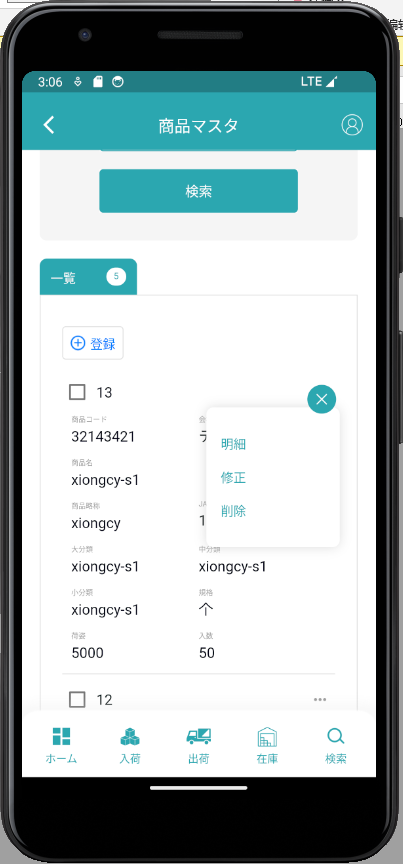 3:06 LTE
商品マスタ
検索
一覧 5
登録
13
商品コード
32143421
明細
商品名
xiongcy-s1
修正
商品略称 JA
xiongcy 1
削除
大分類 中分類
xiongcy-s1 xiongcy-s1
小分類 規格
xiongcy-s1 个
荷姿 入数
5000 50
12
ホーム 入荷 出荷 在庫 検索